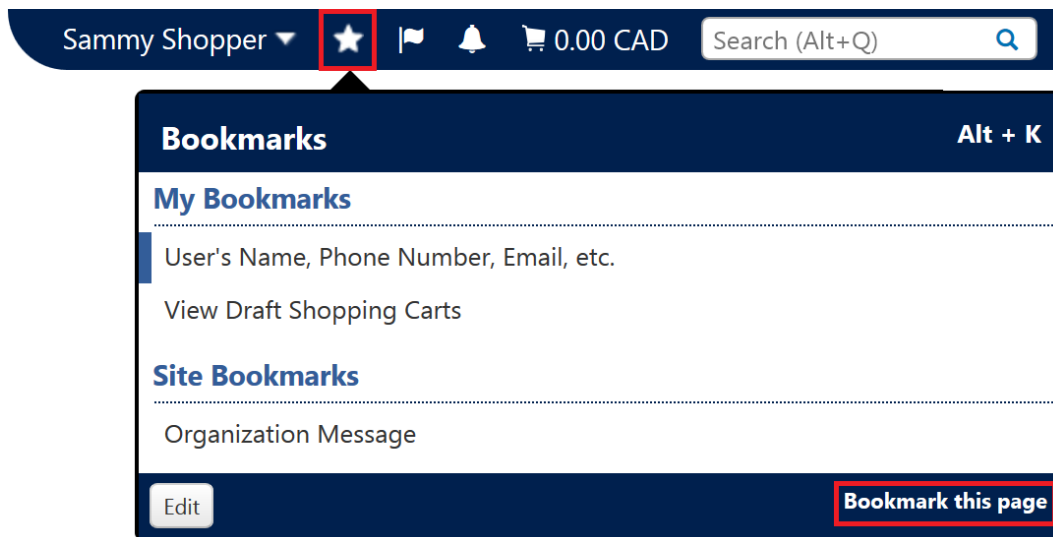 Sammy Shopper 0.00 CAD Search (Alt+Q)
Bookmarks Alt + K
My Bookmarks
User's Name, Phone Number, Email, etc.
View Draft Shopping Carts
Site Bookmarks
Organization Message
Edit Bookmark this page